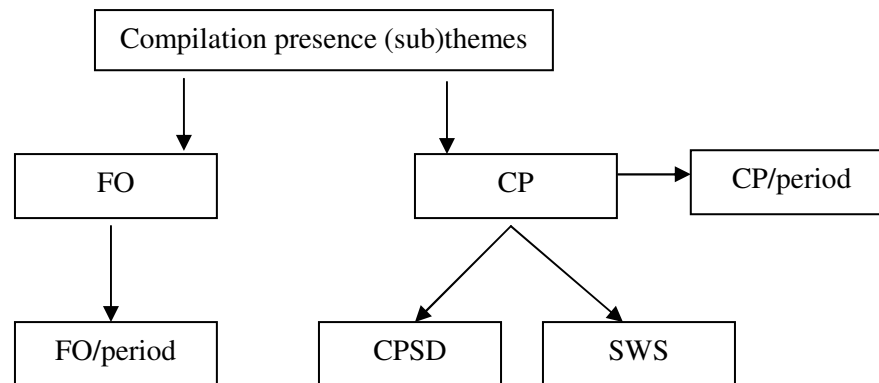 Compilation presence (sub)themes
FO
CP
CP/period
FO/period
CPSD
SWS